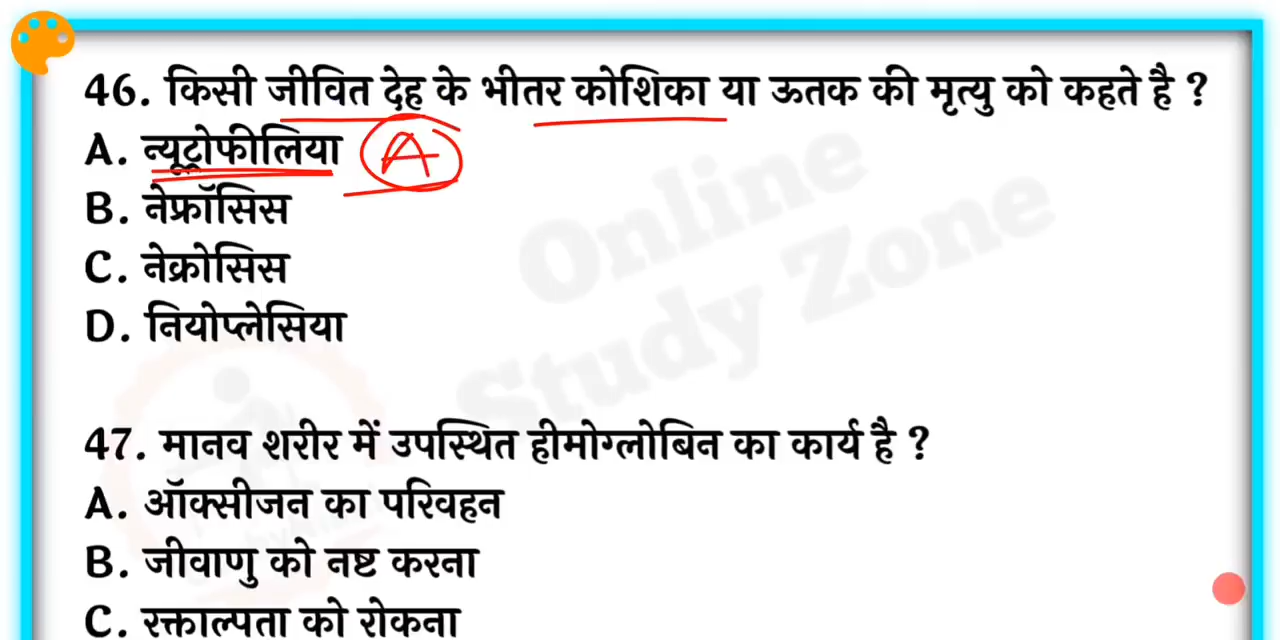 46. किसी जीवित देह के भीतर कोशिका या ऊतक की मृत्यु को कहते है ?
A. न्यूट्रोफीलिया A
B. नेफ्रॉसिस
C. नेक्रोसिस
D. नियोप्लेसिया
Online
Study Zone
47. मानव शरीर में उपस्थित हीमोग्लोबिन का कार्य है ?
A. ऑक्सीजन का परिवहन
B. जीवाणु को नष्ट करना
C. रक्ताल्पता को रोकना